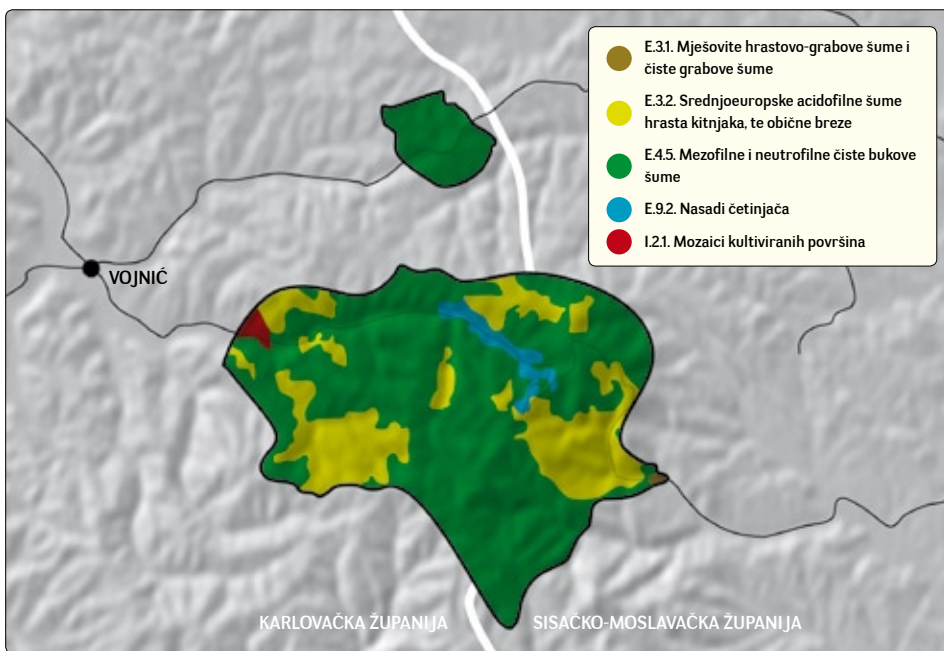 E.3.1. Mješovite hrastovo-grabove šume i
čiste grabove šume
E.3.2. Srednjoeuropske acidofilne šume
hrasta kitnjaka, te obične breze
E.4.5. Mezofilne i neutrofilne čiste bukove
šume
E.9.2. Nasadi četinjača
I.2.1. Mozaici kultiviranih površina
VOJNIĆ
KARLOVAČKA ŽUPANIJA
SISAČKO-MOSLAVAČKA ŽUPANIJA